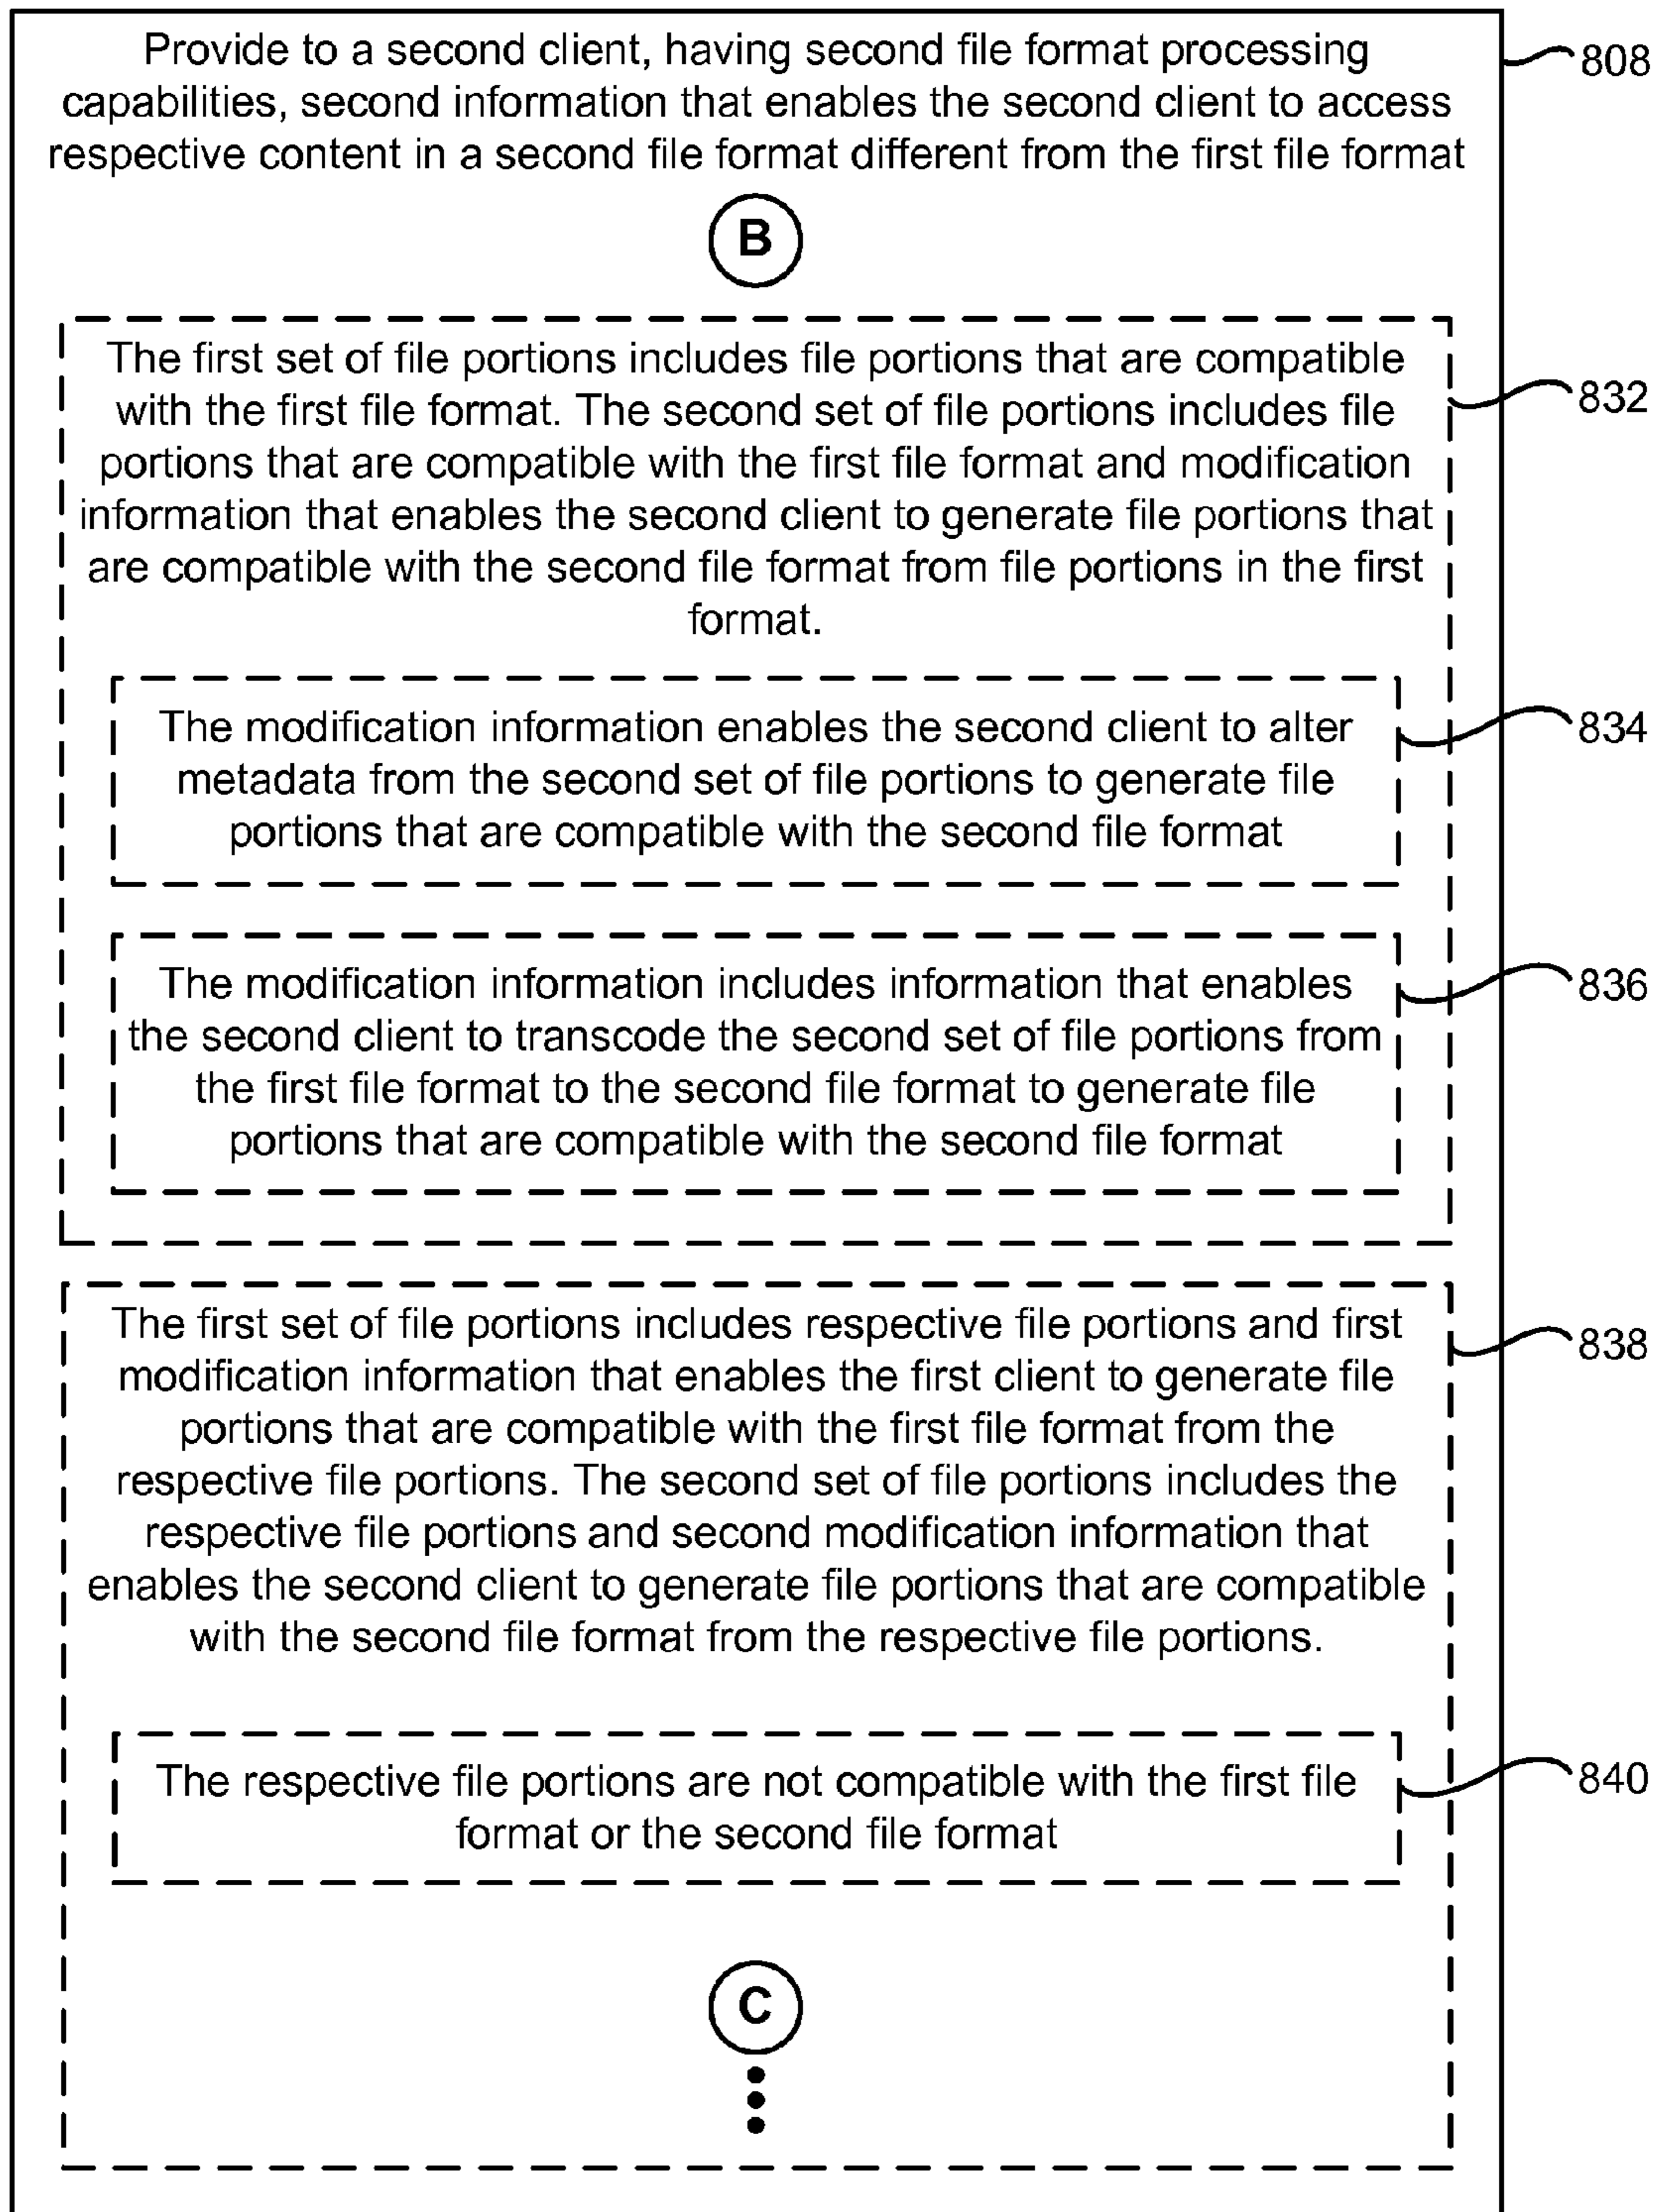 Provide to a second client, having second file format processing
capabilities, second information that enables the second client to access
respective content in a second file format different from the first file format
808
B
The first set of file portions includes file portions that are compatible
with the first file format. The second set of file portions includes file
portions that are compatible with the first file format and modification
information that enables the second client to generate file portions that
are compatible with the second file format from file portions in the first
format.
832
The modification information enables the second client to alter
metadata from the second set of file portions to generate file
portions that are compatible with the second file format
834
The modification information includes information that enables
the second client to transcode the second set of file portions from
the first file format to the second file format to generate file
portions that are compatible with the second file format
836
The first set of file portions includes respective file portions and first
modification information that enables the first client to generate file
portions that are compatible with the first file format from the
respective file portions. The second set of file portions includes the
respective file portions and second modification information that
enables the second client to generate file portions that are compatible
with the second file format from the respective file portions.
838
The respective file portions are not compatible with the first file
format or the second file format
840
C